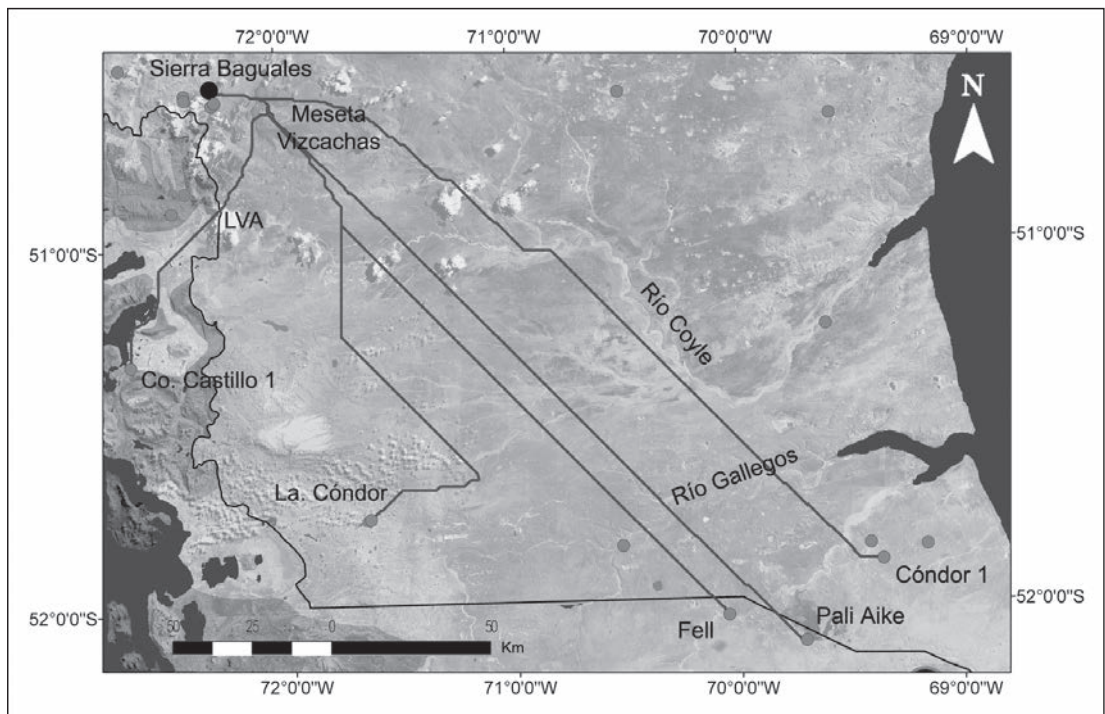 72°0'0"W
71°0'0"W
70°0'0"W
69°0'0"W
Sierra Baguales
N
Meseta
Vizcachas
LVA
51°0'0"S
51°0'0"S
Río Coyle
Co. Castillo 1
Río Gallegos
La. Cóndor
Cóndor 1
52°0'0"S
52°0'0"S
Pali Aike
Fell
50
25
0
50
Km
72°0'0"W
71°0'0"W
70°0'0"W
69°0'0"W